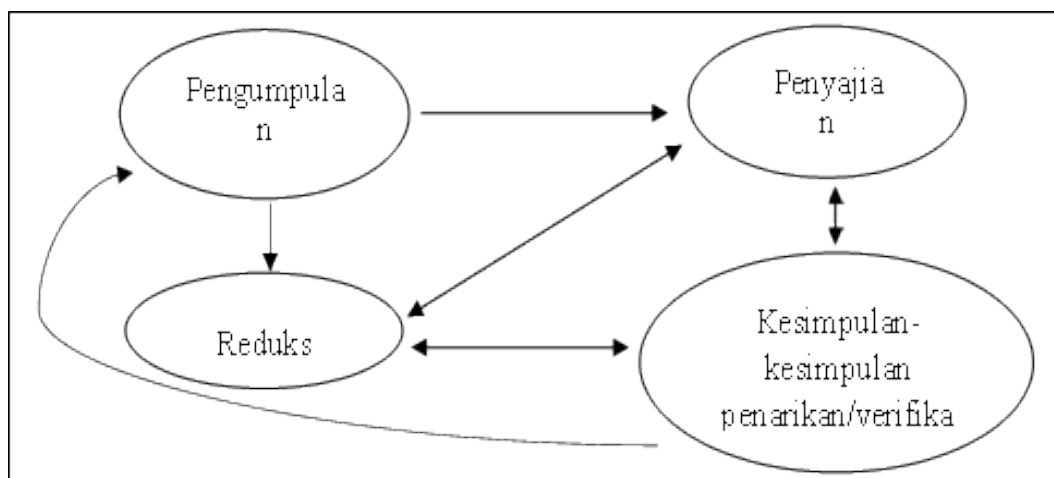 Pengumpula
n
Penyajia
n
Reduks
Kesimpulan-
kesimpulan
penarikan/verifika